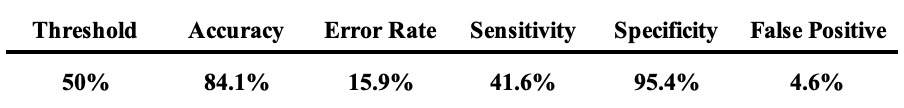 Threshold Accuracy Error Rate Sensitivity Specificity False Positive
50% 84.1% 15.9% 41.6% 95.4% 4.6%